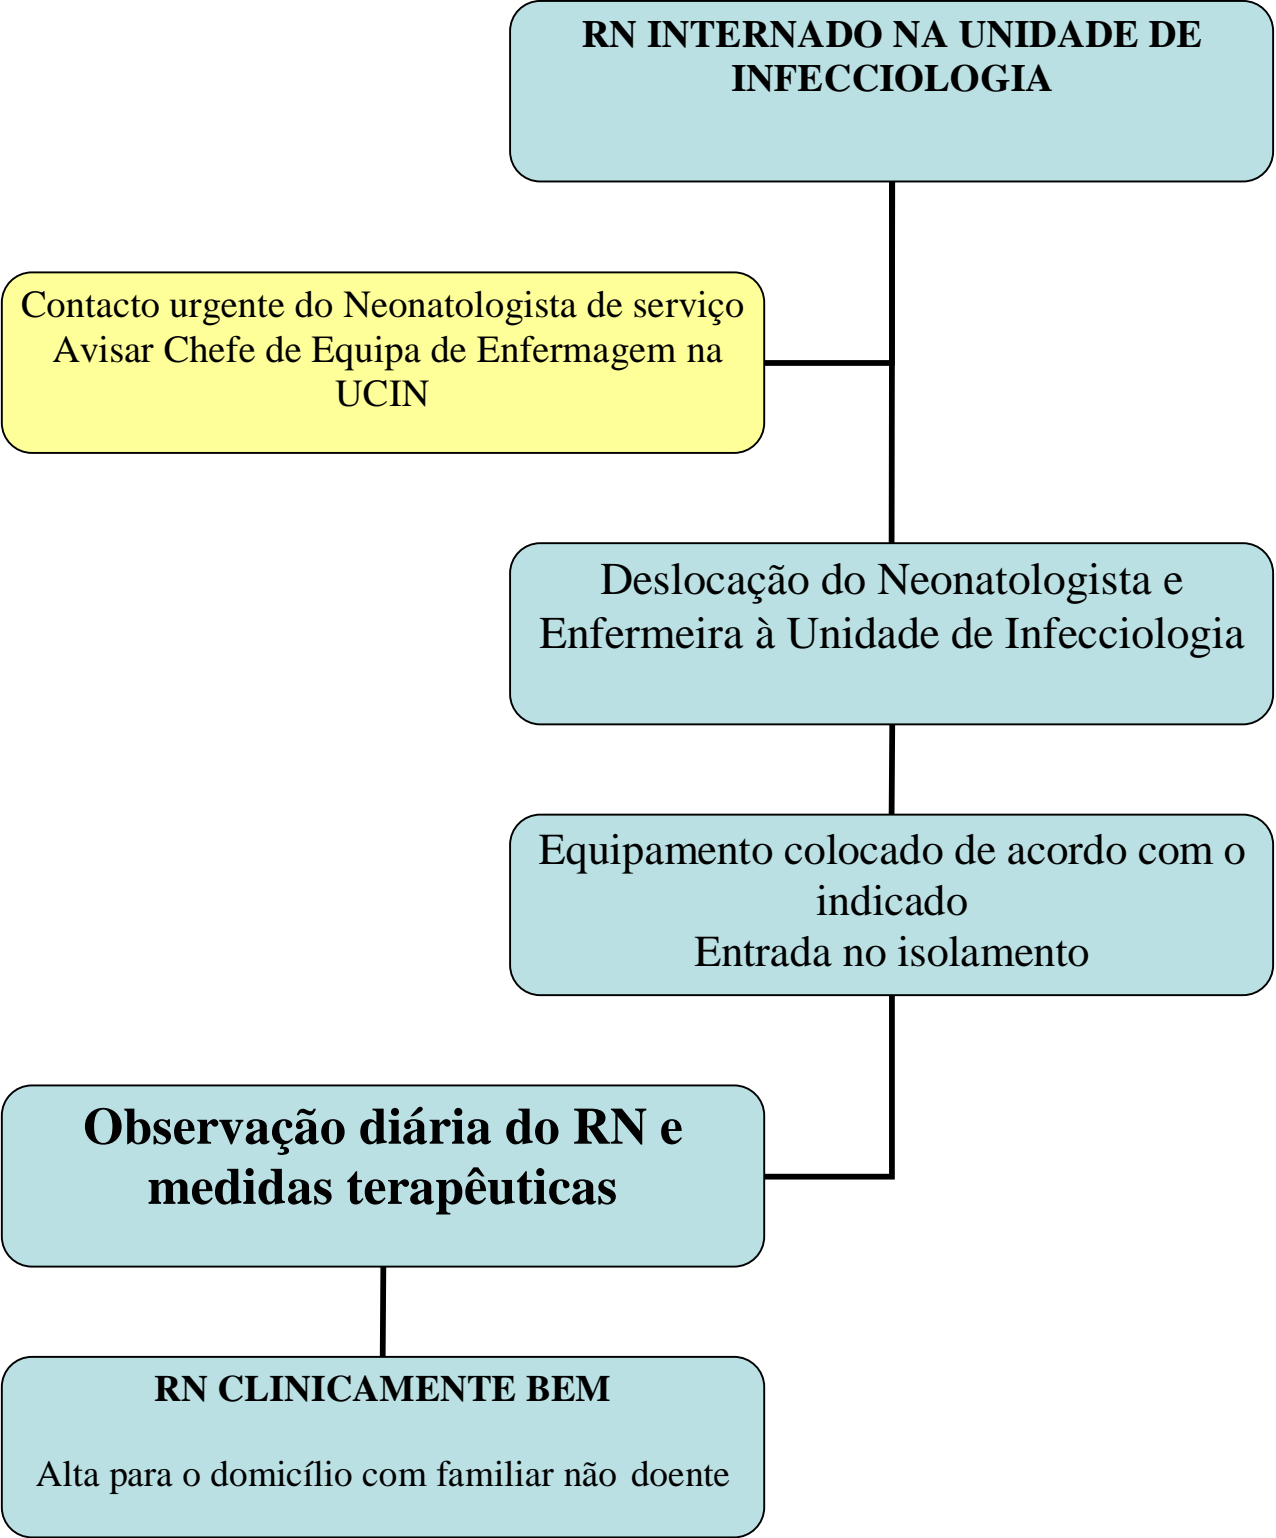 RN INTERNADO NA UNIDADE DE
INFECCIOLOGIA
Contacto urgente do Neonatologista de serviço
Avisar Chefe de Equipa de Enfermagem na
UCIN
Deslocação do Neonatologista e
Enfermeira à Unidade de Infecciologia
Equipamento colocado de acordo com o
indicado
Entrada no isolamento
Observação diária do RN e
medidas terapêuticas
RN CLINICAMENTE BEM
Alta para o domicílio com familiar não doente